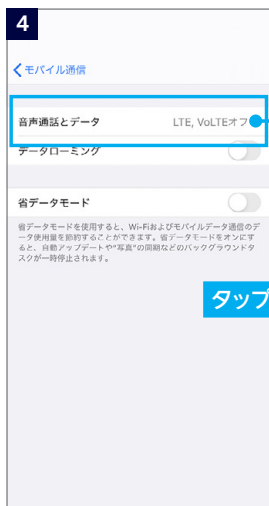 4
モバイル通信
音声通話とデータ LTE, VoLTEオフ
データローミング
省データモード
省データモードを使用すると、Wi-Fiおよびモバイルデータ通信のデ
ータ使用量を節約することができます。省データモードをオンにす
ると、自動アップデートや"写真"の同期などのバックグラウンドタ
スクが一時停止されます。
タップ